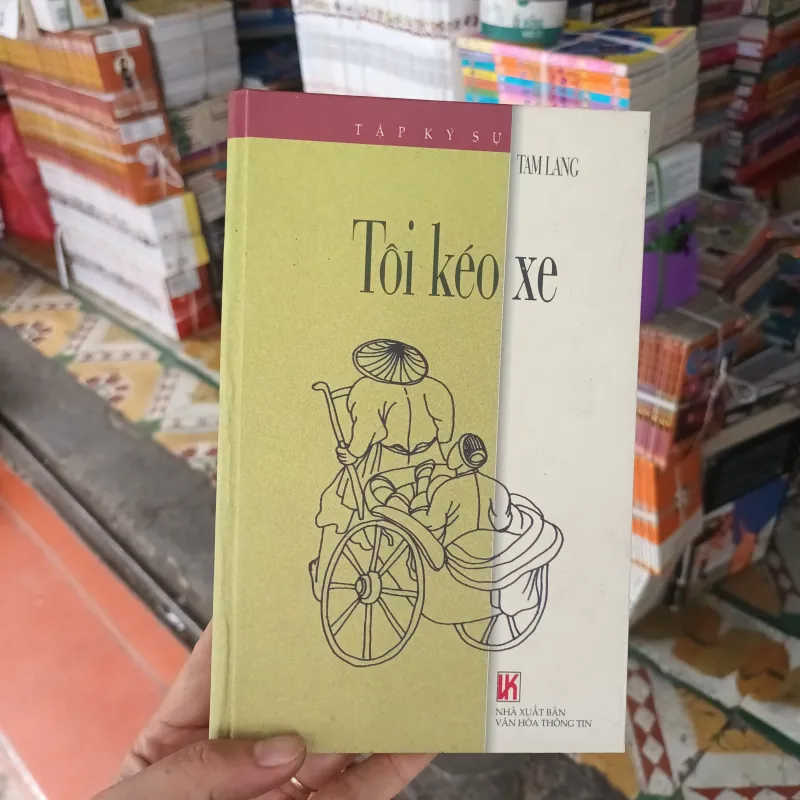 TẬP KÝ SỰ
TAM LANG
Tôi kéo xe
NHÀ XUẤT BẢN
VĂN HÓA THÔNG TIN